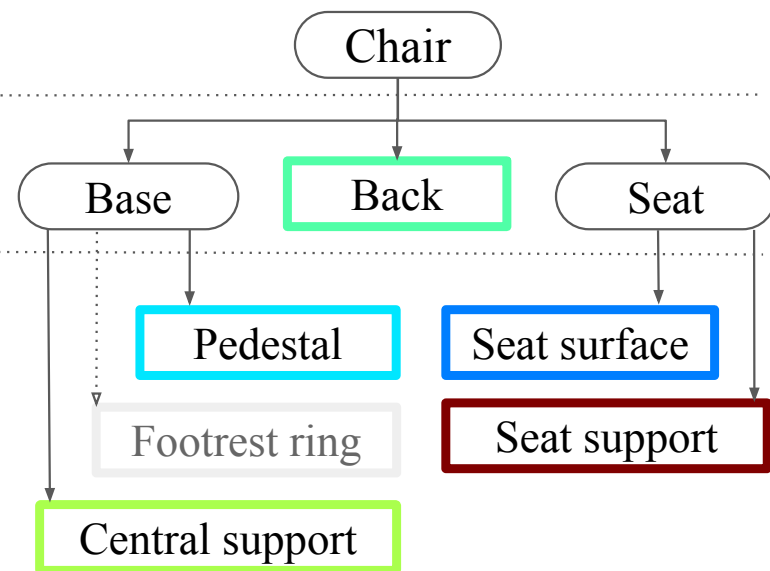 Chair
Base
Back
Seat
Pedestal
Seat surface
Footrest ring
Seat support
Central support